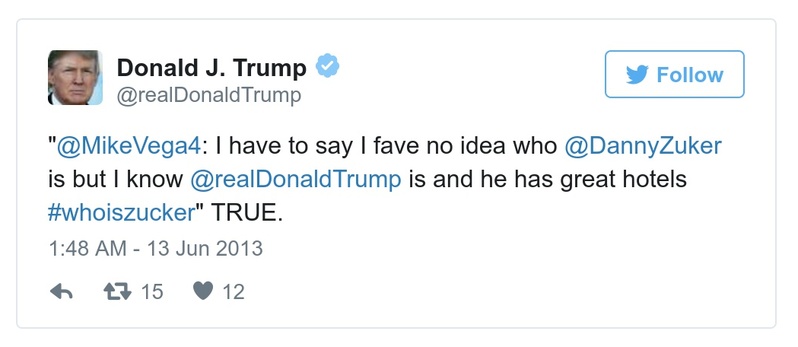 Donald J. Trump
Follow
@realDonaldTrump
"@MikeVega4: I have to say I fave no idea who @DannyZuker
is but I know @realDonaldTrump is and he has great hotels
#whoiszucker" TRUE.
1:48 AM - 13 Jun 2013
15 12